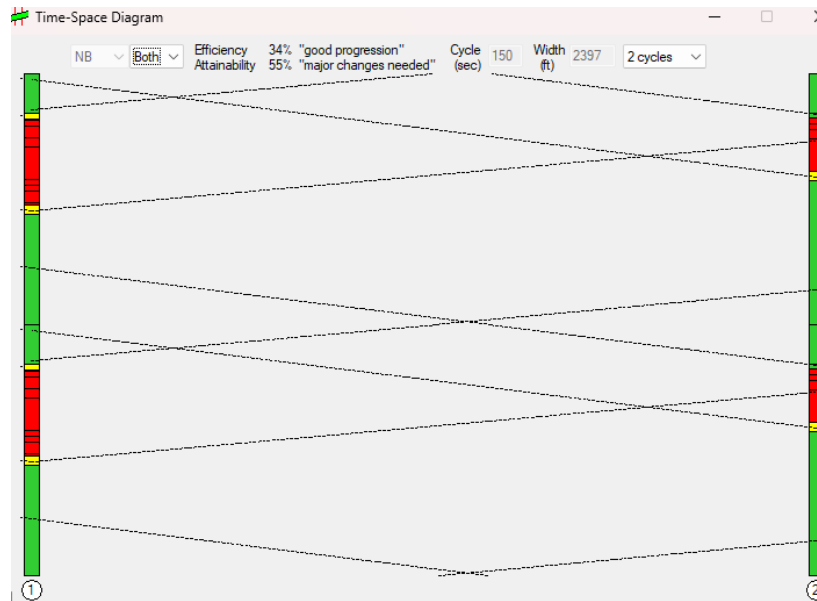 Time-Space Diagram
NB Both Efficiency 34% "good progression" Cycle 150 Width 2397 2 cycles
Attainability 55% "major changes needed" (sec) (ft)
1 2